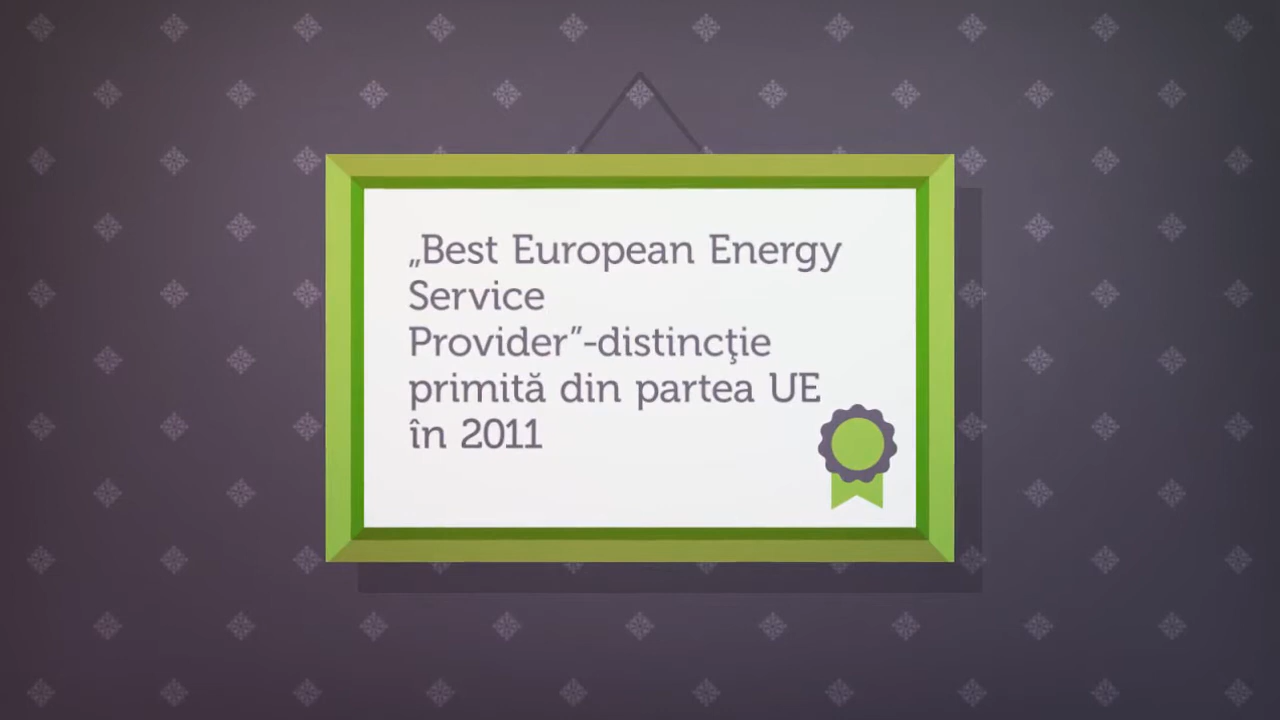 „Best European Energy
Service
Provider”-distincţie
primită din partea UE
în 2011